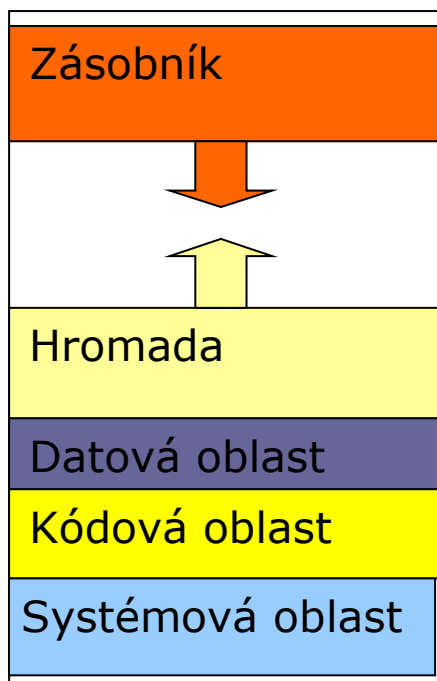 Zásobník
Hromada
Datová oblast
Kódová oblast
Systémová oblast